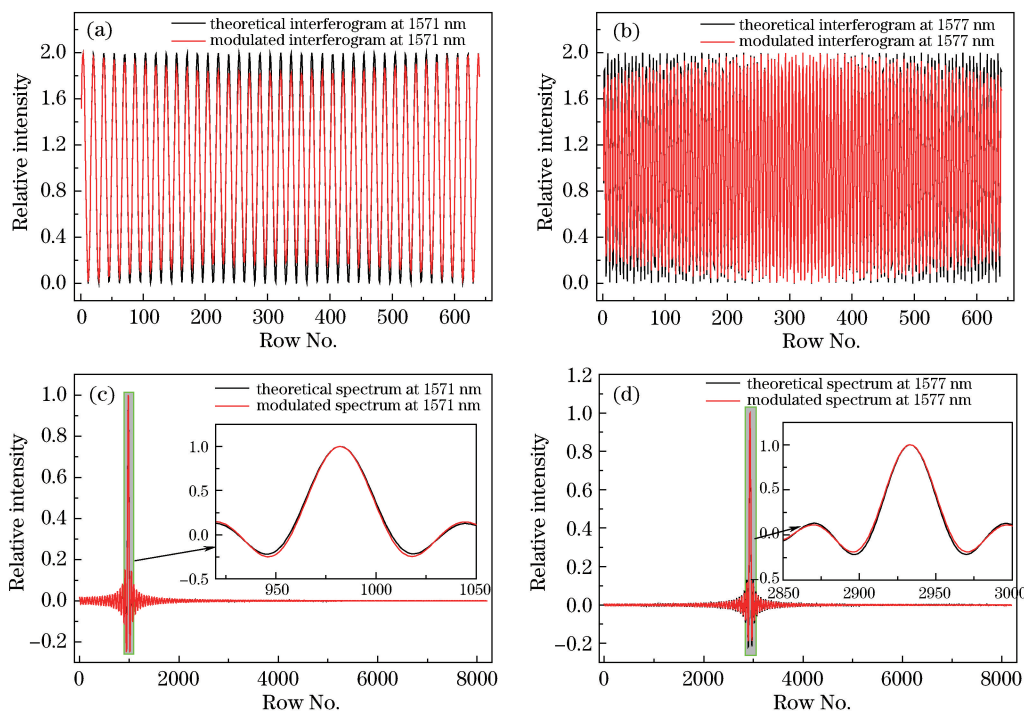 (a)
theoretical interferogram at 1571 nm
modulated interferogram at 1571 nm
2.0
1.6
1.2
0.8
0.4
0.0
Relative intensity
0 100 200 300 400 500 600
Row No.
(b)
theoretical interferogram at 1577 nm
modulated interferogram at 1577 nm
2.0
1.6
1.2
0.8
0.4
0.0
Relative intensity
0 100 200 300 400 500 600
Row No.
(c)
theoretical spectrum at 1571 nm
modulated spectrum at 1571 nm
1.0
0.8
0.6
0.4
0.2
0.0
−0.2
Relative intensity
1.0
0.5
0.0
−0.5
950 1000 1050
0 2000 4000 6000 8000
Row No.
(d)
theoretical spectrum at 1577 nm
modulated spectrum at 1577 nm
1.2
1.0
0.8
0.6
0.4
0.2
0.0
−0.2
Relative intensity
1.0
0.5
0.0
−0.5
2850 2900 2950 3000
0 2000 4000 6000 8000
Row No.